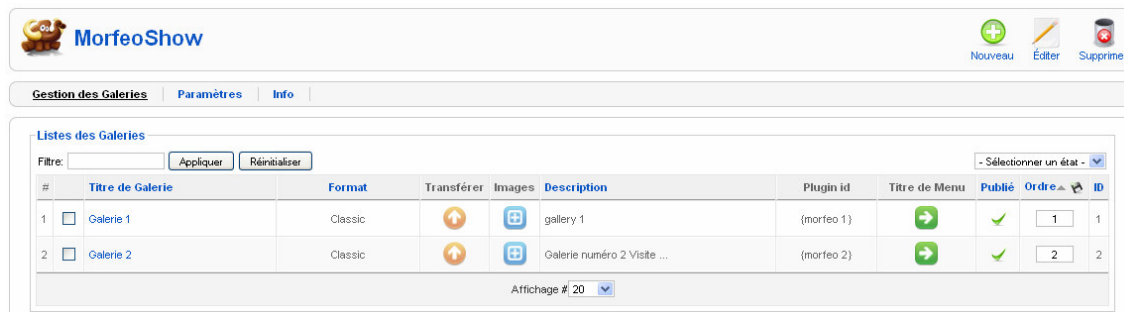 MorfeoShow
Nouveau Éditer Supprime
Gestion des Galeries Paramètres Info
Listes des Galeries
Filtre: Appliquer Réinitialiser - Sélectionner un état -
# Titre de Galerie Format Transférer Images Description Plugin id Titre de Menu Publié Ordre ID
1 Galerie 1 Classic gallery 1 {morfeo 1} 1 1
2 Galerie 2 Classic Galerie numéro 2 Visite ... {morfeo 2} 2 2
Affichage # 20